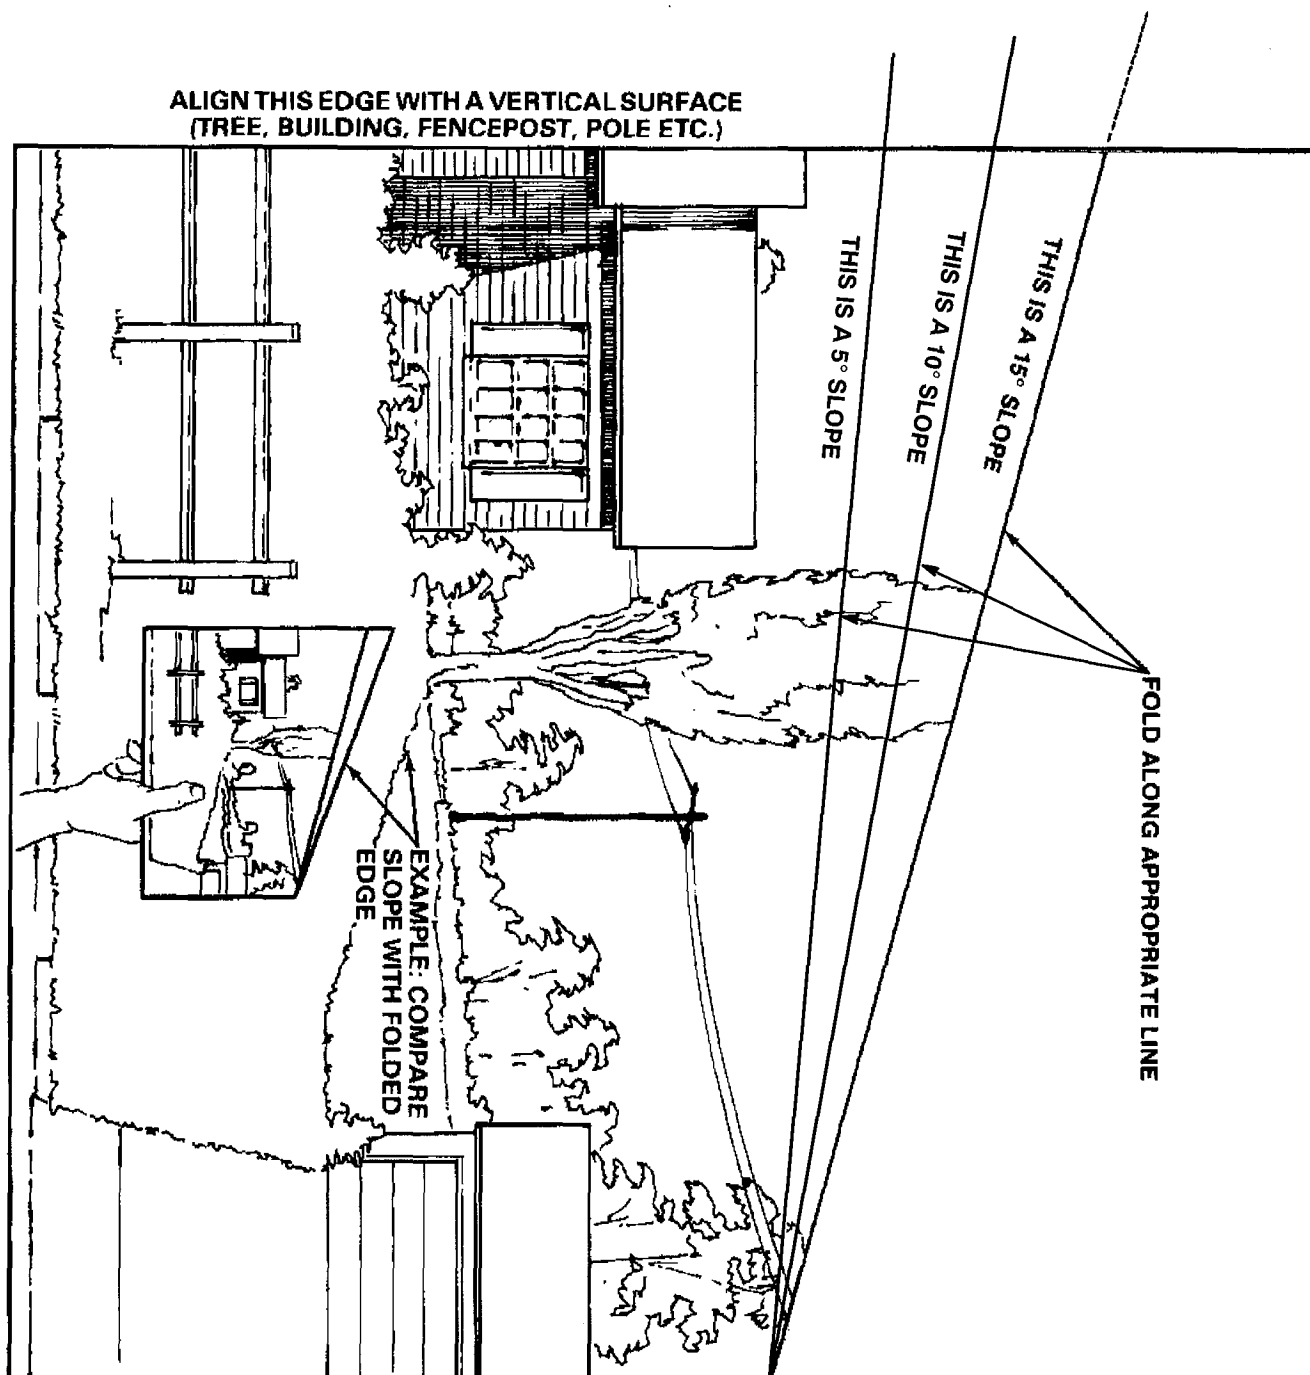 ALIGN THIS EDGE WITH A VERTICAL SURFACE
(TREE, BUILDING, FENCEPOST, POLE ETC.)
THIS IS A 5° SLOPE
THIS IS A 10° SLOPE
THIS IS A 15° SLOPE
FOLD ALONG APPROPRIATE LINE
EXAMPLE: COMPARE
SLOPE WITH FOLDED
EDGE